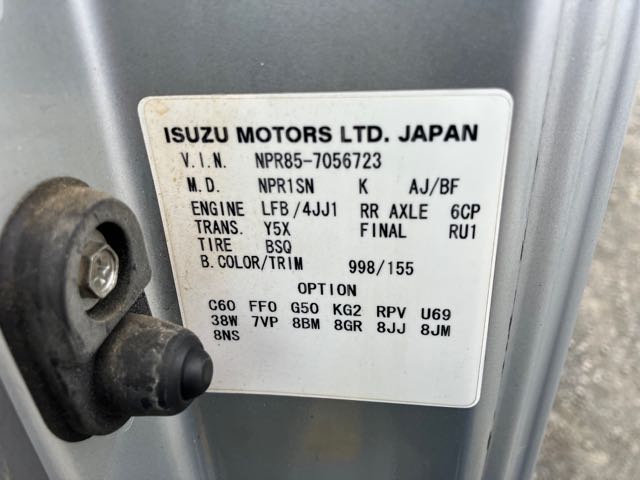 ISUZU MOTORS LTD. JAPAN
V.I.N. NPR85-7056723
M.D. NPR1SN K AJ/BF
ENGINE LFB/4JJ1 RR AXLE 6CP
TRANS. Y5X FINAL RU1
TIRE BSQ
B.COLOR/TRIM 998/155
OPTION
C60 FF0 G50 KG2 RPV U69
38W 7VP 8BM 8GR 8JJ 8JM
8NS